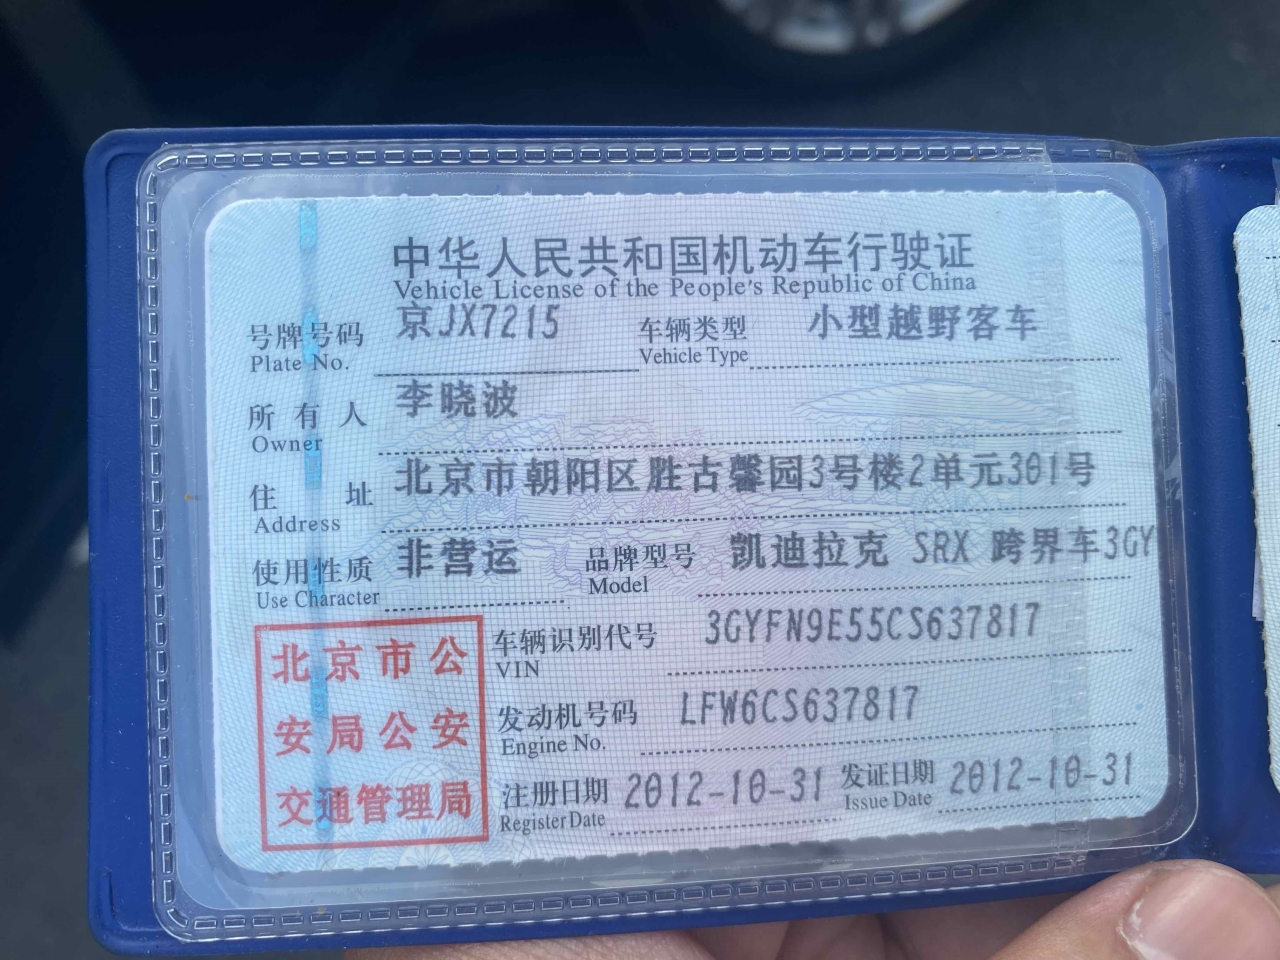 中华人民共和国机动车行驶证
Vehicle License of the People's Republic of China
号牌号码 京JX7215 车辆类型 小型越野客车
Plate No. Vehicle Type
所有人 李晓波
Owner
住址 北京市朝阳区胜古馨园3号楼2单元301号
Address
使用性质 非营运 品牌型号 凯迪拉克 SRX 跨界车3GY
Use Character Model
北京市公
安局公安
交通管理局
车辆识别代号 3GYFN9E55CS637817
VIN
发动机号码 LFW6CS637817
Engine No.
注册日期 2012-10-31 发证日期 2012-10-31
Register Date Issue Date